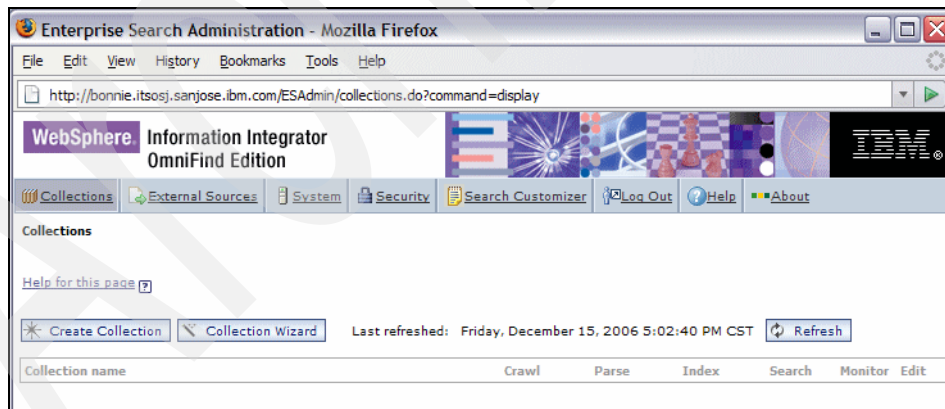 Enterprise Search Administration - Mozilla Firefox
File Edit View History Bookmarks Tools Help
http://bonnie.itsosj.sanjose.ibm.com/ESAdmin/collections.do?command=display
WebSphere. Information Integrator
OmniFind Edition
IBM®
Collections External Sources System Security Search Customizer Log Out Help About
Collections
Help for this page ?
Create Collection Collection Wizard Last refreshed: Friday, December 15, 2006 5:02:40 PM CST Refresh
Collection name Crawl Parse Index Search Monitor Edit